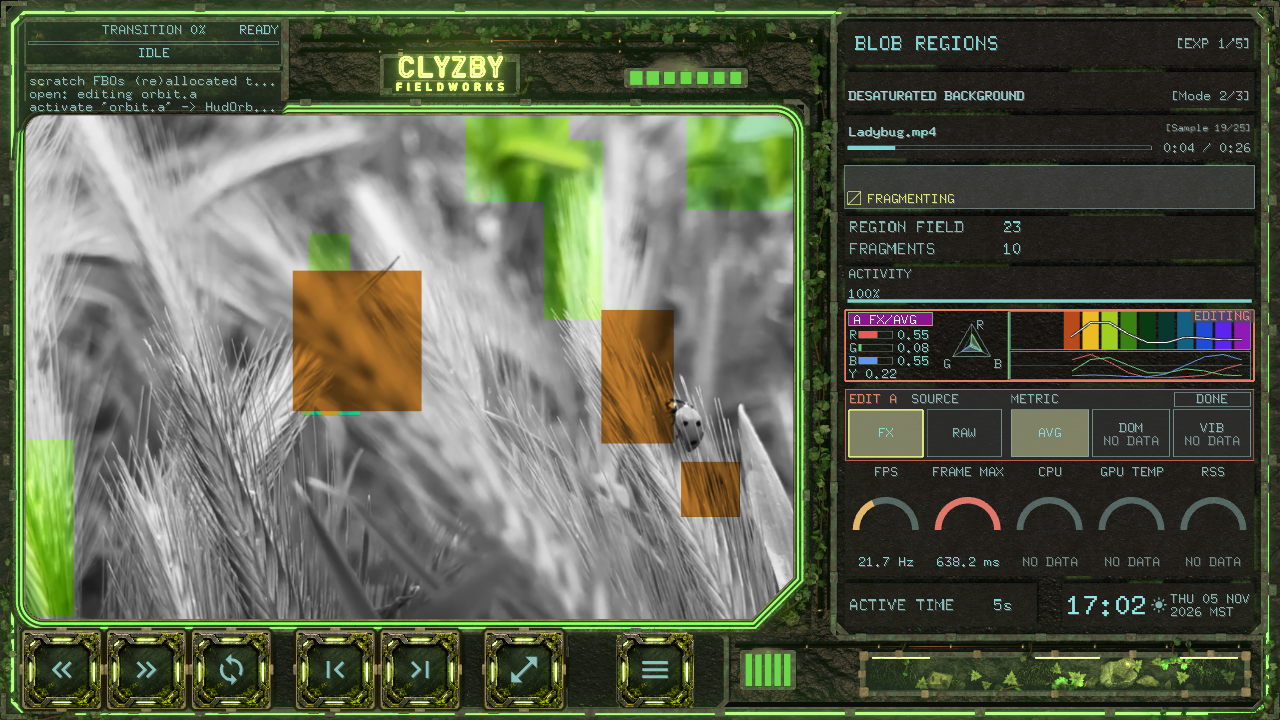 TRANSITION 0% READY
IDLE
scratch FBOs (re)allocated t...
open: editing orbit.a
activate "orbit.a" -> HudOrb...
CLYZBY
FIELDWORKS
BLOB REGIONS [EXP 1/5]
DESATURATED BACKGROUND [Mode 2/3]
Ladybug.mp4 [Sample 19/25]
0:04 / 0:26
FRAGMENTING
REGION FIELD 23
FRAGMENTS 10
ACTIVITY
100%
A FX/AVG
R 0.55
G 0.08
B 0.55
Y 0.22
R
G B
EDITING
EDIT A SOURCE METRIC DONE
FX RAW AVG DOM NO DATA VIB NO DATA
FPS FRAME MAX CPU GPU TEMP RSS
21.7 Hz 638.2 ms NO DATA NO DATA NO DATA
ACTIVE TIME 5s
17:02 THU 05 NOV
2026 MST